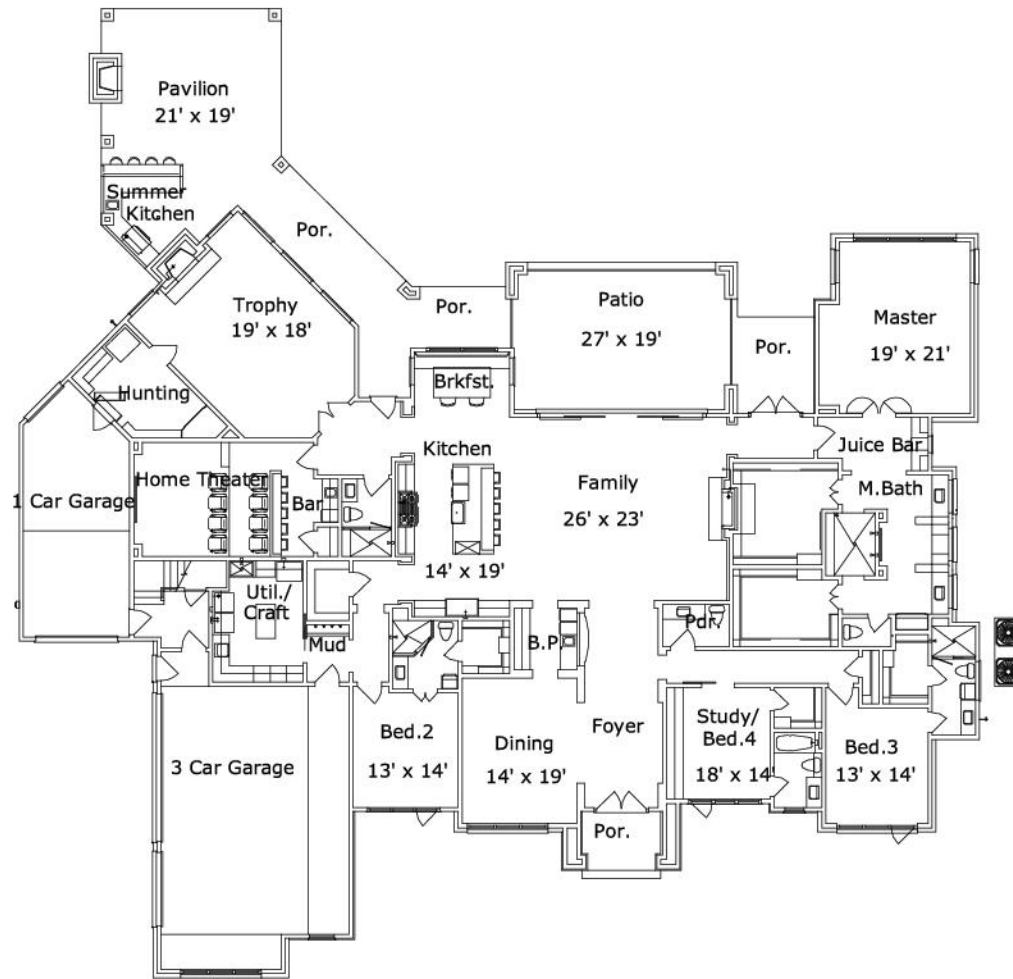 Pavilion
21' x 19'
Summer
Kitchen
Por.
Trophy
19' x 18'
Por.
Patio
27' x 19'
Por.
Master
19' x 21'
Hunting
Brkfst.
Kitchen
Juice Bar
Home Theater
1 Car Garage
Bar
Family
26' x 23'
M.Bath
14' x 19'
Util./
Craft
Mud
B.P.
Pdr.
Bed.2
13' x 14'
Dining
14' x 19'
Foyer
Study/
Bed.4
18' x 14'
Bed.3
13' x 14'
3 Car Garage
Por.